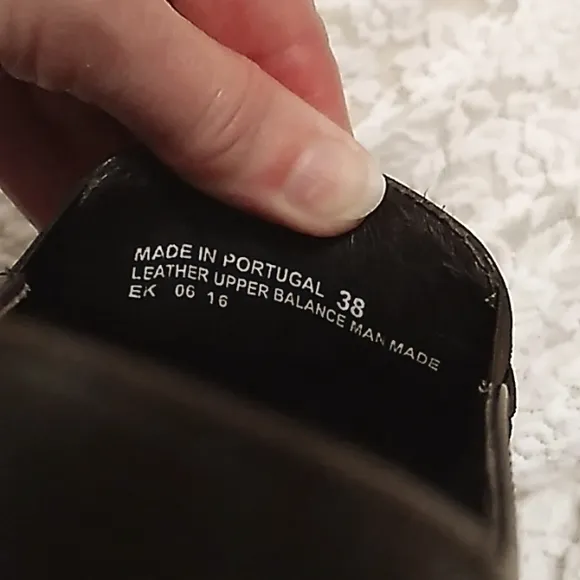 MADE IN PORTUGAL 38
LEATHER UPPER BALANCE MAN MADE
EK 06 16